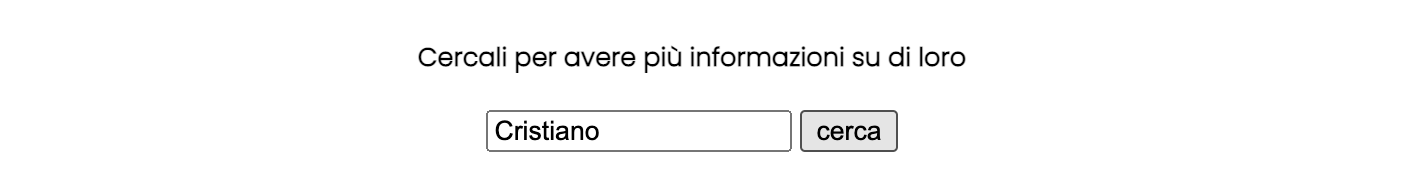 Cercali per avere più informazioni su di loro
Cristiano cerca